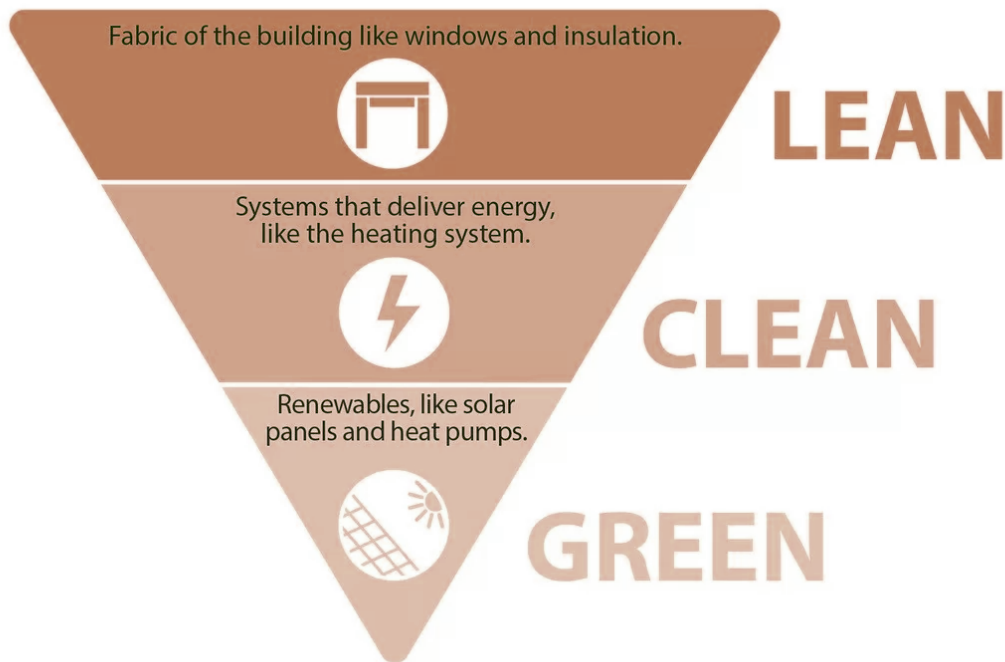 Fabric of the building like windows and insulation.
LEAN
Systems that deliver energy,
like the heating system.
CLEAN
Renewables, like solar
panels and heat pumps.
GREEN